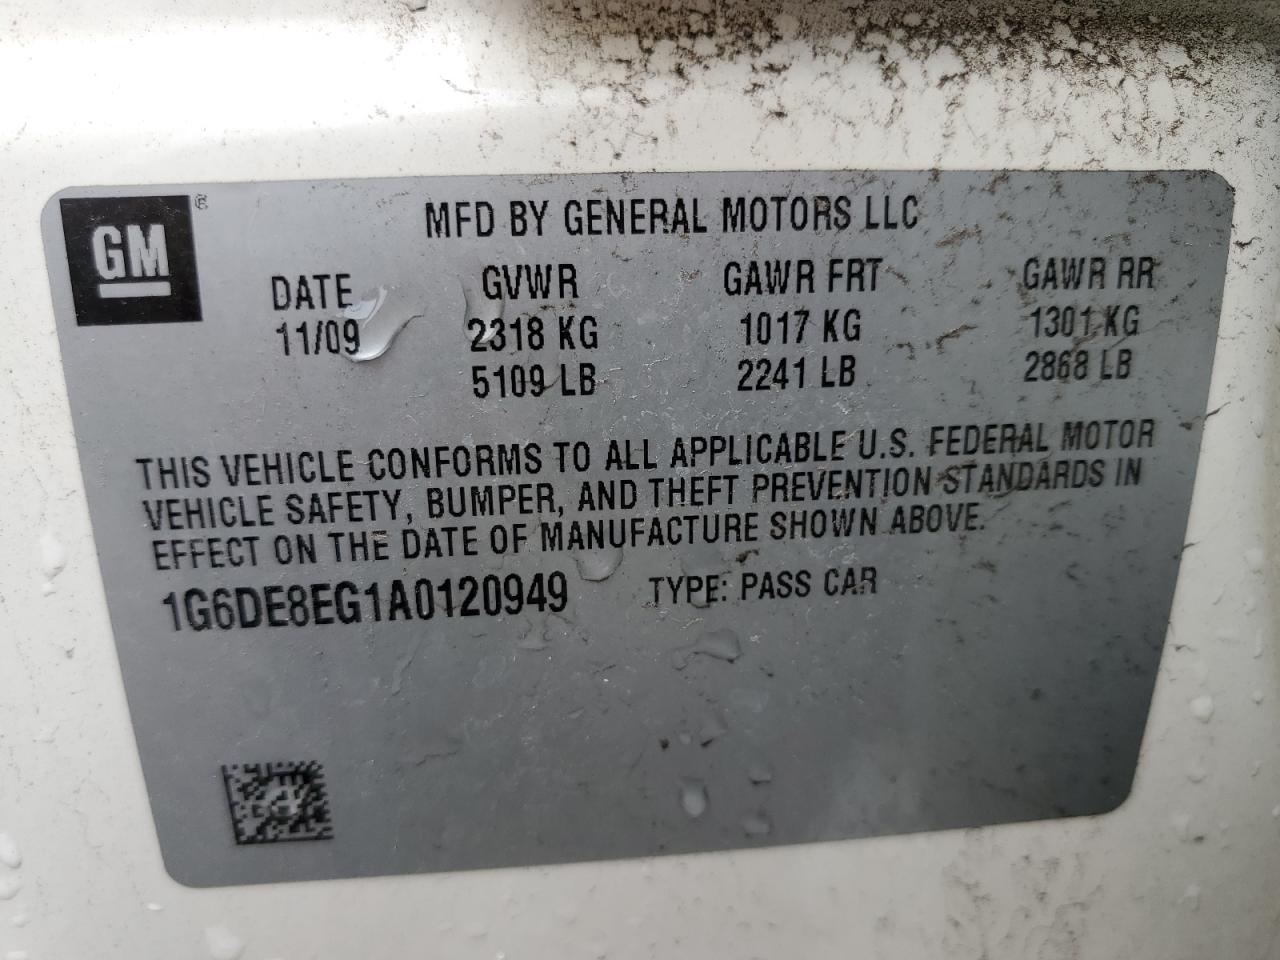 GM ®
MFD BY GENERAL MOTORS LLC
DATE GVWR GAWR FRT GAWR RR
11/09 2318 KG 1017 KG 1301 KG
5109 LB 2241 LB 2868 LB
THIS VEHICLE CONFORMS TO ALL APPLICABLE U.S. FEDERAL MOTOR
VEHICLE SAFETY, BUMPER, AND THEFT PREVENTION STANDARDS IN
EFFECT ON THE DATE OF MANUFACTURE SHOWN ABOVE.
1G6DE8EG1A0120949 TYPE: PASS CAR